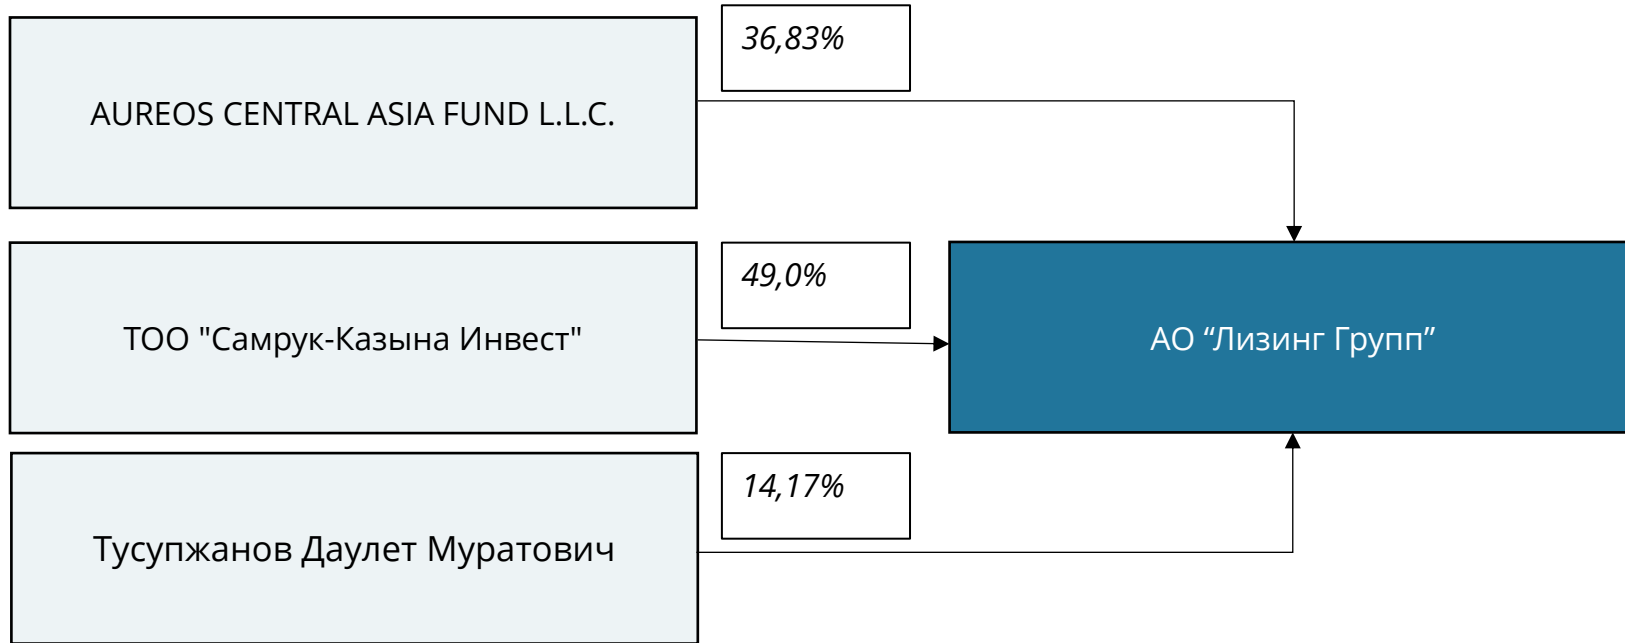 36,83%
AUREOS CENTRAL ASIA FUND L.L.C.
49,0%
ТОО "Самрук-Казына Инвест"
АО “Лизинг Групп”
14,17%
Тусупжанов Даулет Муратович